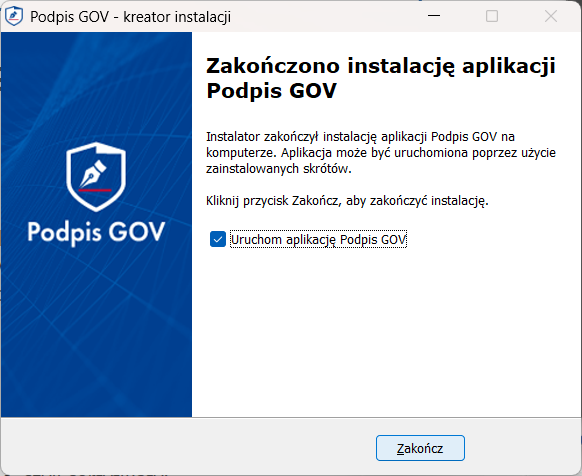 Podpis GOV - kreator instalacji
Zakończono instalację aplikacji
Podpis GOV
Instalator zakończył instalację aplikacji Podpis GOV na
komputerze. Aplikacja może być uruchomiona poprzez użycie
zainstalowanych skrótów.
Kliknij przycisk Zakończ, aby zakończyć instalację.
Podpis GOV
Uruchom aplikację Podpis GOV
Zakończ